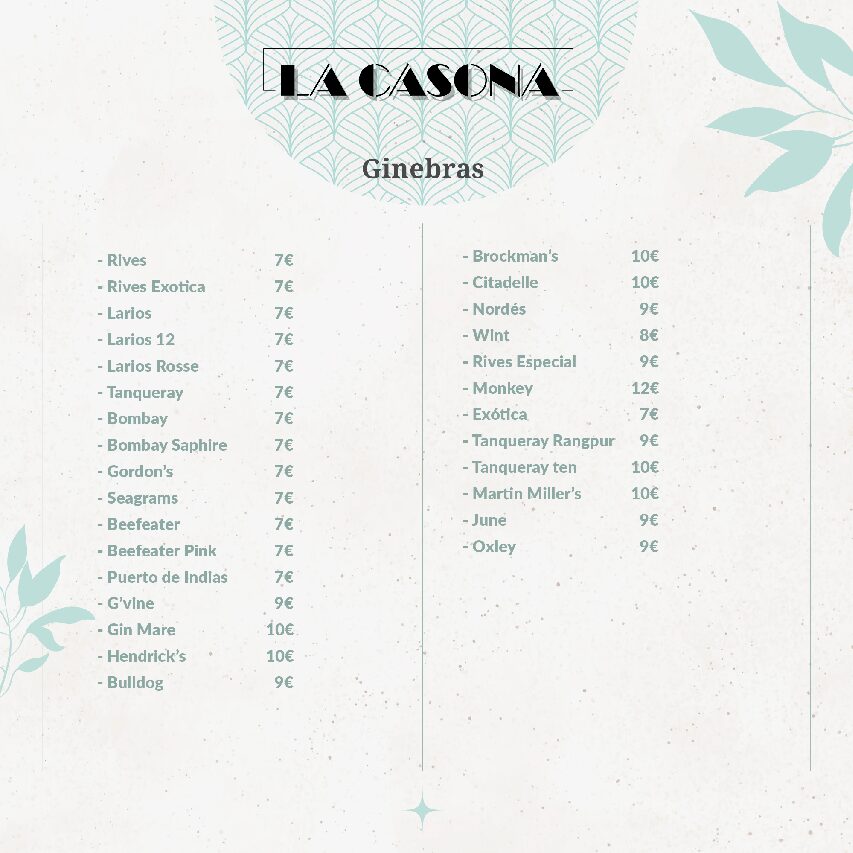 LA CASONA
Ginebras
- Rives 7€
- Rives Exotica 7€
- Larios 7€
- Larios 12 7€
- Larios Rosse 7€
- Tanqueray 7€
- Bombay 7€
- Bombay Saphire 7€
- Gordon's 7€
- Seagrams 7€
- Beefeater 7€
- Beefeater Pink 7€
- Puerto de Indias 7€
- G'vine 9€
- Gin Mare 10€
- Hendrick's 10€
- Bulldog 9€
- Brockman's 10€
- Citadelle 10€
- Nordés 9€
- Wint 8€
- Rives Especial 9€
- Monkey 12€
- Exótica 7€
- Tanqueray Rangpur 9€
- Tanqueray ten 10€
- Martin Miller's 10€
- June 9€
- Oxley 9€